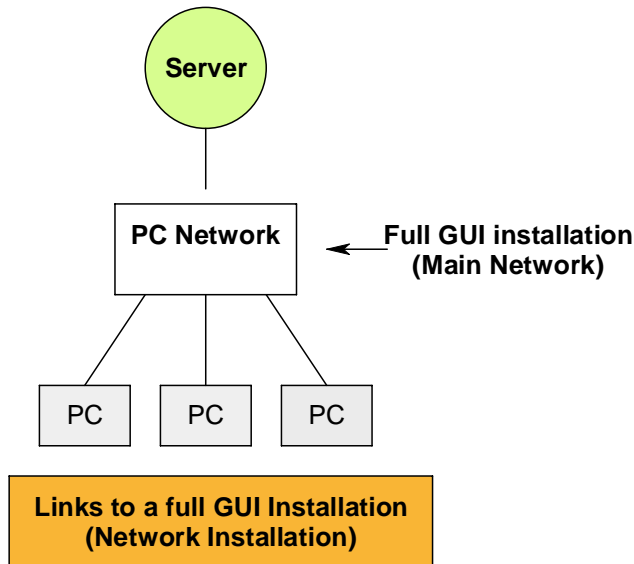 Server
PC Network
Full GUI installation
(Main Network)
PC
PC
PC
Links to a full GUI Installation
(Network Installation)